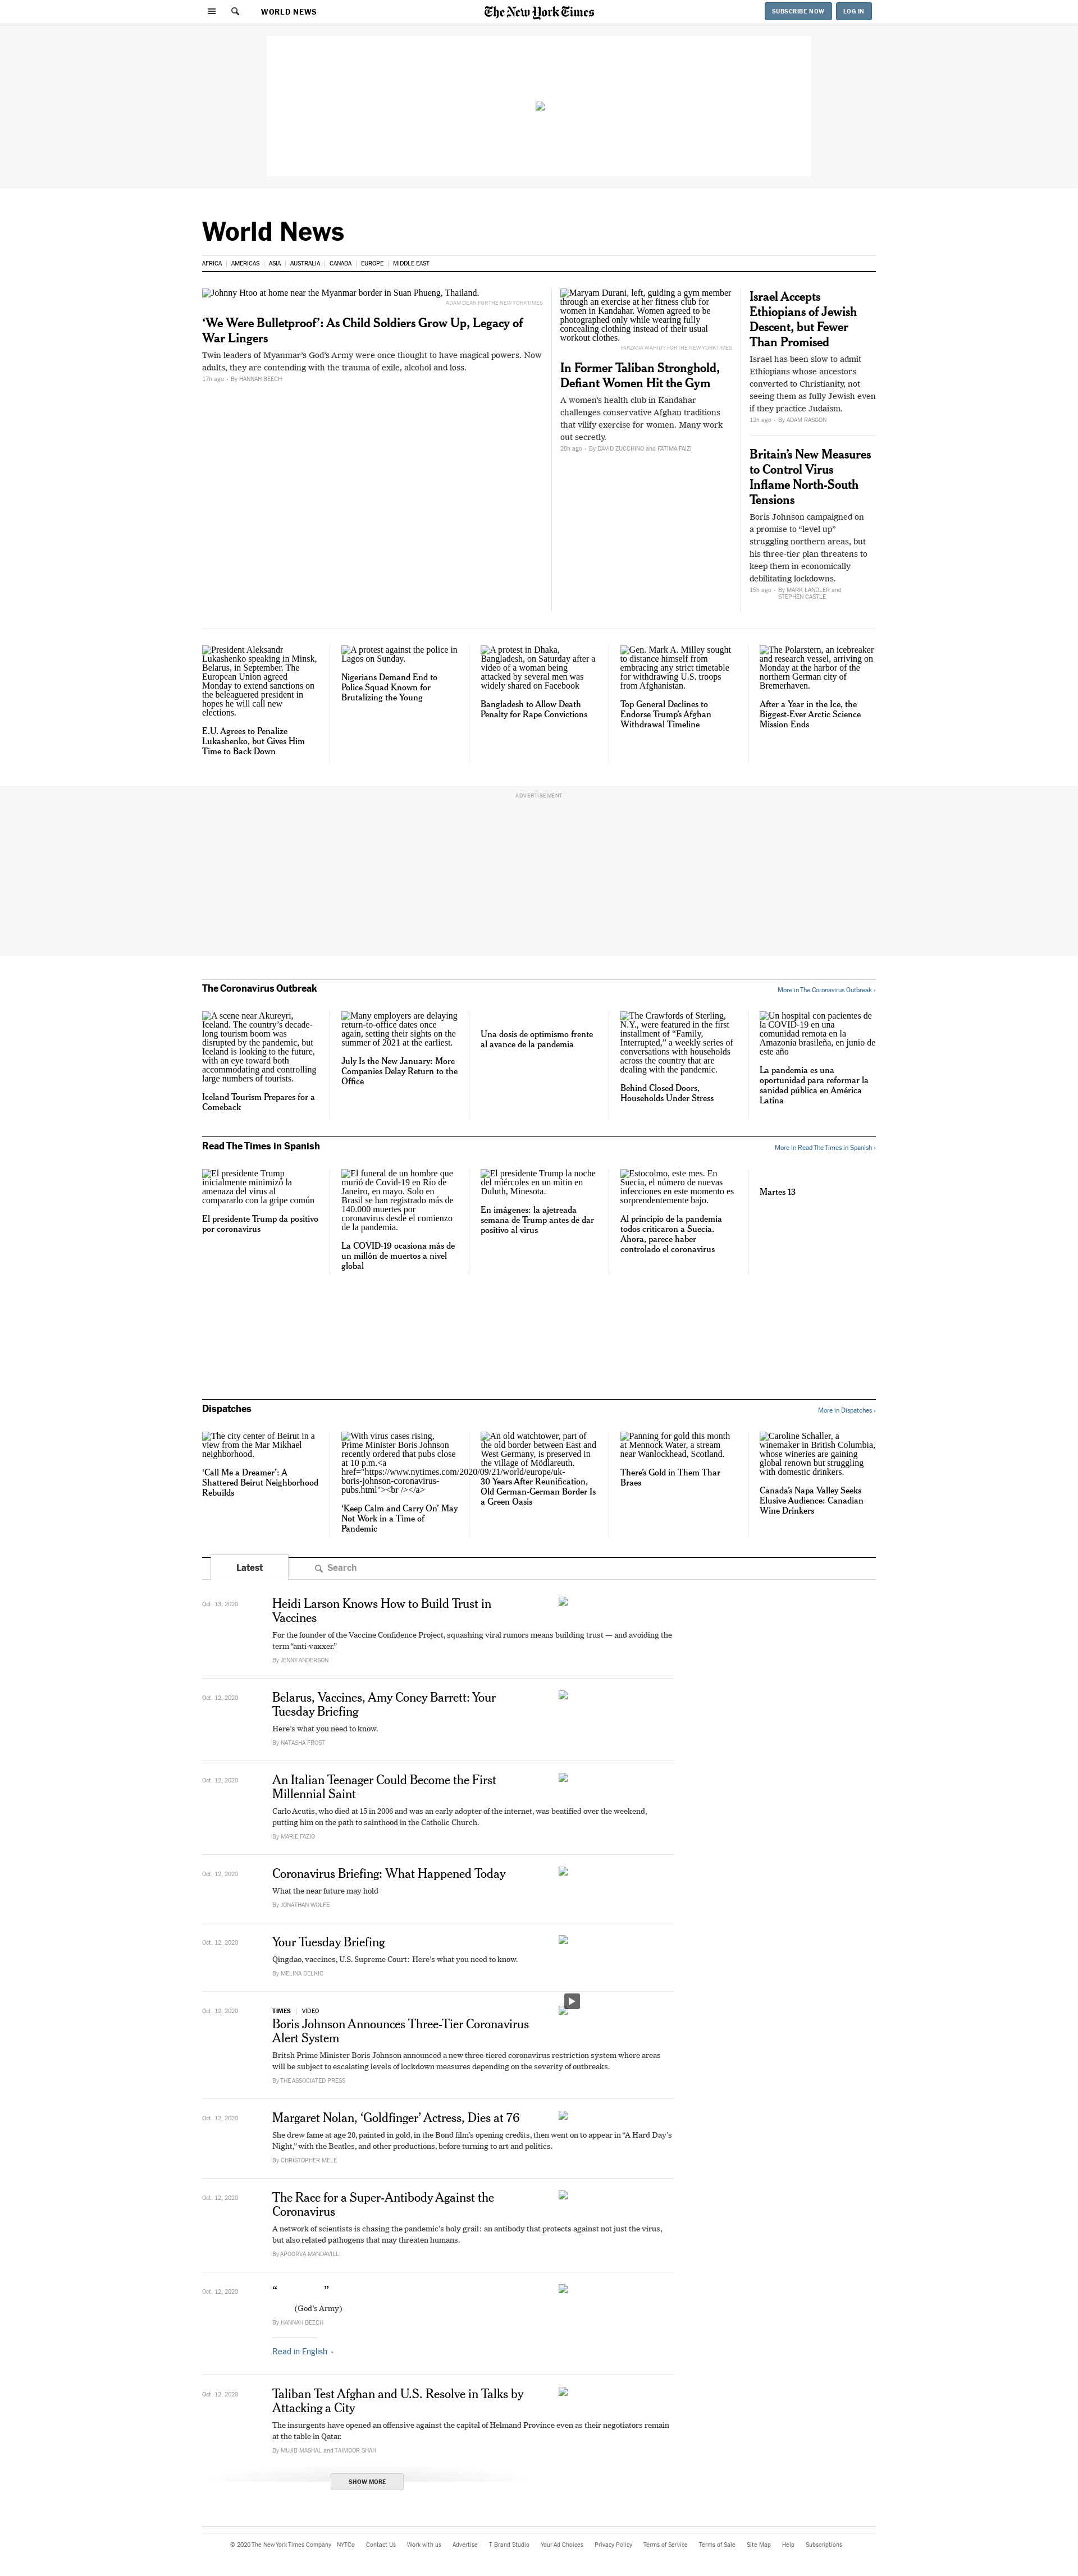 WORLD NEWS
The New York Times
SUBSCRIBE NOW
LOG IN
World News
AFRICA
AMERICAS
ASIA
AUSTRALIA
CANADA
EUROPE
MIDDLE EAST
Johnny Htoo at home near the Myanmar border in Suan Phueng, Thailand.
ADAM DEAN FOR THE NEW YORK TIMES
‘We Were Bulletproof’: As Child Soldiers Grow Up, Legacy of
War Lingers
Twin leaders of Myanmar’s God’s Army were once thought to have magical powers. Now
adults, they are contending with the trauma of exile, alcohol and loss.
17h ago • By HANNAH BEECH
Maryam Durani, left, guiding a gym member
through an exercise at her fitness club for
women in Kandahar. Women agreed to be
photographed only while wearing fully
concealing clothing instead of their usual
workout clothes.
FARZANA WAHIDY FOR THE NEW YORK TIMES
In Former Taliban Stronghold,
Defiant Women Hit the Gym
A women’s health club in Kandahar
challenges conservative Afghan traditions
that vilify exercise for women. Many work
out secretly.
20h ago • By DAVID ZUCCHINO and FATIMA FAIZI
Israel Accepts
Ethiopians of Jewish
Descent, but Fewer
Than Promised
Israel has been slow to admit
Ethiopians whose ancestors
converted to Christianity, not
seeing them as fully Jewish even
if they practice Judaism.
12h ago • By ADAM RASGON
Britain’s New Measures
to Control Virus
Inflame North-South
Tensions
Boris Johnson campaigned on
a promise to “level up”
struggling northern areas, but
his three-tier plan threatens to
keep them in economically
debilitating lockdowns.
15h ago • By MARK LANDLER and
STEPHEN CASTLE
President Aleksandr
Lukashenko speaking in Minsk,
Belarus, in September. The
European Union agreed
Monday to extend sanctions on
the beleaguered president in
hopes he will call new
elections.
E.U. Agrees to Penalize
Lukashenko, but Gives Him
Time to Back Down
A protest against the police in
Lagos on Sunday.
Nigerians Demand End to
Police Squad Known for
Brutalizing the Young
A protest in Dhaka,
Bangladesh, on Saturday after a
video of a woman being
attacked by several men was
widely shared on Facebook
Bangladesh to Allow Death
Penalty for Rape Convictions
Gen. Mark A. Milley sought
to distance himself from
embracing any strict timetable
for withdrawing U.S. troops
from Afghanistan.
Top General Declines to
Endorse Trump’s Afghan
Withdrawal Timeline
The Polarstern, an icebreaker
and research vessel, arriving on
Monday at the harbor of the
northern German city of
Bremerhaven.
After a Year in the Ice, the
Biggest-Ever Arctic Science
Mission Ends
ADVERTISEMENT
The Coronavirus Outbreak
More in The Coronavirus Outbreak ›
A scene near Akureyri,
Iceland. The country’s decade-
long tourism boom was
disrupted by the pandemic, but
Iceland is looking to the future,
with an eye toward both
accommodating and controlling
large numbers of tourists.
Iceland Tourism Prepares for a
Comeback
Many employers are delaying
return-to-office dates once
again, setting their sights on the
summer of 2021 at the earliest.
July Is the New January: More
Companies Delay Return to the
Office
Una dosis de optimismo frente
al avance de la pandemia
The Crawfords of Sterling,
N.Y., were featured in the first
installment of “Family,
Interrupted,” a weekly series of
conversations with households
across the country that are
dealing with the pandemic.
Behind Closed Doors,
Households Under Stress
Un hospital con pacientes de
la COVID-19 en una
comunidad remota en la
Amazonía brasileña, en junio de
este año
La pandemia es una
oportunidad para reformar la
sanidad pública en América
Latina
Read The Times in Spanish
More in Read The Times in Spanish ›
El presidente Trump
inicialmente minimizó la
amenaza del virus al
compararlo con la gripe común
El presidente Trump da positivo
por coronavirus
El funeral de un hombre que
murió de Covid-19 en Río de
Janeiro, en mayo. Solo en
Brasil se han registrado más de
140.000 muertes por
coronavirus desde el comienzo
de la pandemia.
La COVID-19 ocasiona más de
un millón de muertos a nivel
global
El presidente Trump la noche
del miércoles en un mitin en
Duluth, Minesota.
En imágenes: la ajetreada
semana de Trump antes de dar
positivo al virus
Estocolmo, este mes. En
Suecia, el número de nuevas
infecciones en este momento es
sorprendentemente bajo.
Al principio de la pandemia
todos criticaron a Suecia.
Ahora, parece haber
controlado el coronavirus
Martes 13
Dispatches
More in Dispatches ›
The city center of Beirut in a
view from the Mar Mikhael
neighborhood.
‘Call Me a Dreamer’: A
Shattered Beirut Neighborhood
Rebuilds
With virus cases rising,
Prime Minister Boris Johnson
recently ordered that pubs close
at 10 p.m.<a
href="https://www.nytimes.com/2020/09/21/world/europe/uk-
boris-johnson-coronavirus-
pubs.html"><br /></a>
‘Keep Calm and Carry On’ May
Not Work in a Time of
Pandemic
An old watchtower, part of
the old border between East and
West Germany, is preserved in
the village of Mödlareuth.
30 Years After Reunification,
Old German-German Border Is
a Green Oasis
Panning for gold this month
at Mennock Water, a stream
near Wanlockhead, Scotland.
There’s Gold in Them Thar
Braes
Caroline Schaller, a
winemaker in British Columbia,
whose wineries are gaining
global renown but struggling
with domestic drinkers.
Canada’s Napa Valley Seeks
Elusive Audience: Canadian
Wine Drinkers
Latest
Search
Oct. 13, 2020
Heidi Larson Knows How to Build Trust in
Vaccines
For the founder of the Vaccine Confidence Project, squashing viral rumors means building trust — and avoiding the
term “anti-vaxxer.”
By JENNY ANDERSON
Oct. 12, 2020
Belarus, Vaccines, Amy Coney Barrett: Your
Tuesday Briefing
Here’s what you need to know.
By NATASHA FROST
Oct. 12, 2020
An Italian Teenager Could Become the First
Millennial Saint
Carlo Acutis, who died at 15 in 2006 and was an early adopter of the internet, was beatified over the weekend,
putting him on the path to sainthood in the Catholic Church.
By MARIE FAZIO
Oct. 12, 2020
Coronavirus Briefing: What Happened Today
What the near future may hold
By JONATHAN WOLFE
Oct. 12, 2020
Your Tuesday Briefing
Qingdao, vaccines, U.S. Supreme Court: Here’s what you need to know.
By MELINA DELKIC
Oct. 12, 2020
TIMES | VIDEO
Boris Johnson Announces Three-Tier Coronavirus
Alert System
Britsh Prime Minister Boris Johnson announced a new three-tiered coronavirus restriction system where areas
will be subject to escalating levels of lockdown measures depending on the severity of outbreaks.
By THE ASSOCIATED PRESS
Oct. 12, 2020
Margaret Nolan, ‘Goldfinger’ Actress, Dies at 76
She drew fame at age 20, painted in gold, in the Bond film’s opening credits, then went on to appear in “A Hard Day’s
Night,” with the Beatles, and other productions, before turning to art and politics.
By CHRISTOPHER MELE
Oct. 12, 2020
The Race for a Super-Antibody Against the
Coronavirus
A network of scientists is chasing the pandemic’s holy grail: an antibody that protects against not just the virus,
but also related pathogens that may threaten humans.
By APOORVA MANDAVILLI
Oct. 12, 2020
“ ”
(God’s Army)
By HANNAH BEECH
Read in English
Oct. 12, 2020
Taliban Test Afghan and U.S. Resolve in Talks by
Attacking a City
The insurgents have opened an offensive against the capital of Helmand Province even as their negotiators remain
at the table in Qatar.
By MUJIB MASHAL and TAIMOOR SHAH
SHOW MORE
© 2020 The New York Times Company
NYTCo
Contact Us
Work with us
Advertise
T Brand Studio
Your Ad Choices
Privacy Policy
Terms of Service
Terms of Sale
Site Map
Help
Subscriptions